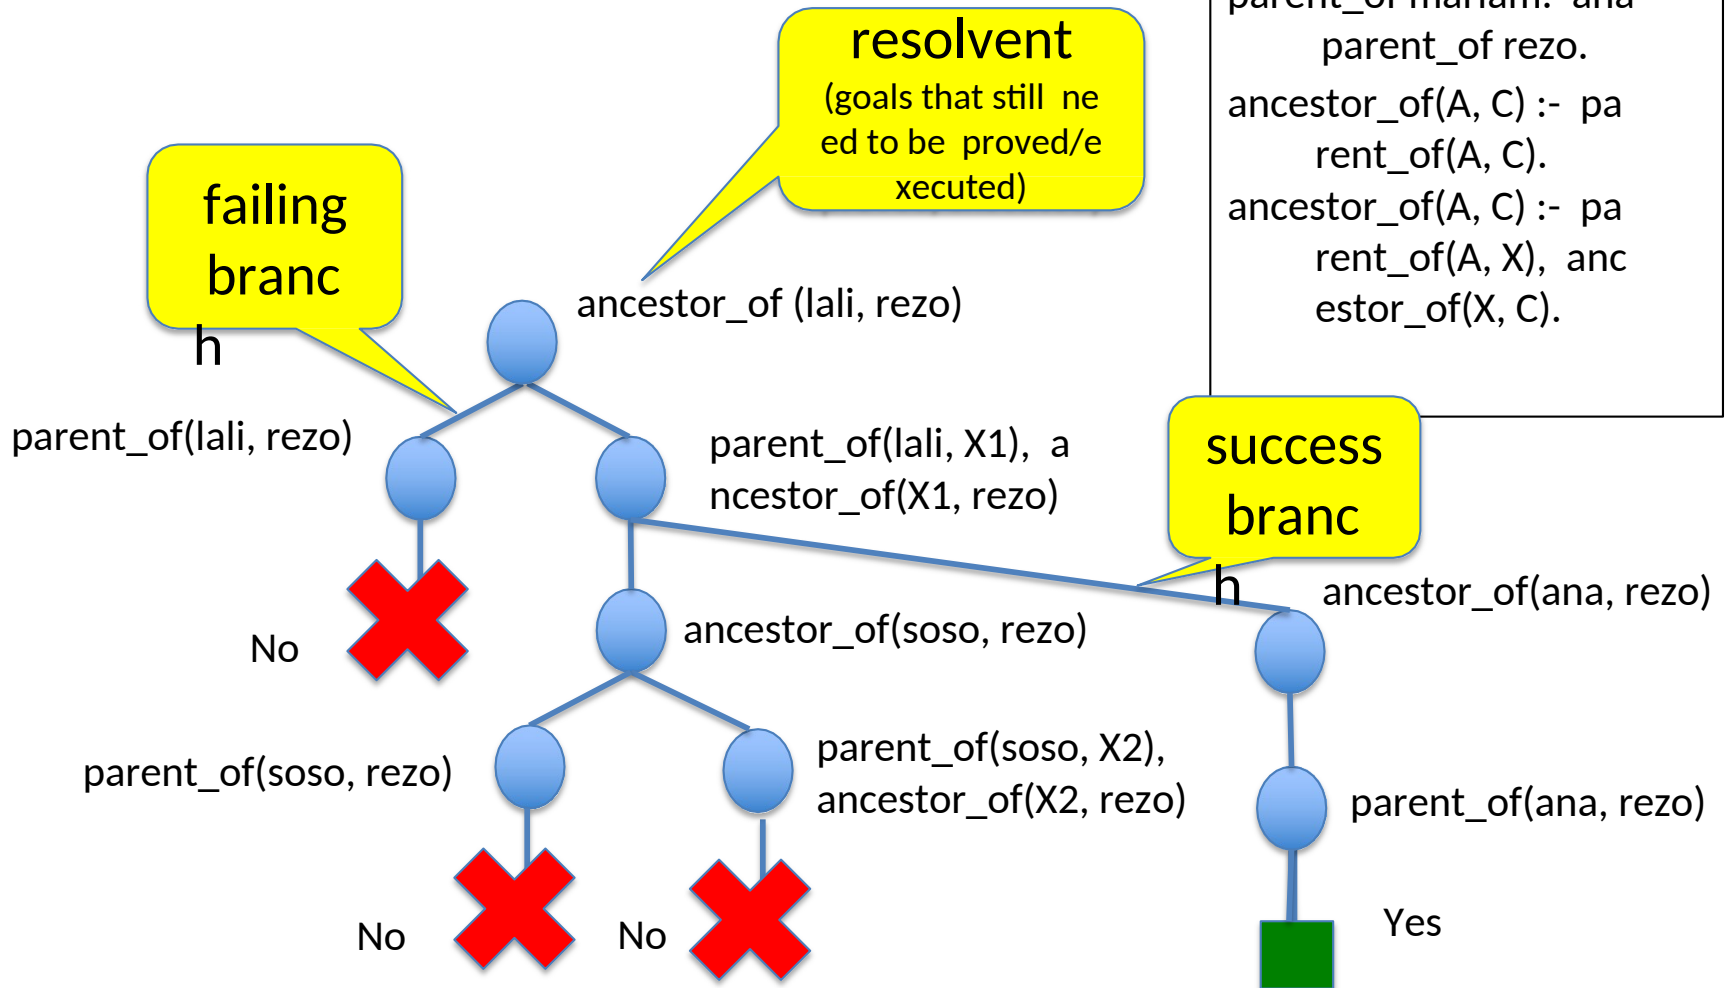 resolvent
(goals that still ne
ed to be proved/e
xecuted)
parent_of mariam. ana
parent_of rezo.
ancestor_of(A, C) :- pa
rent_of(A, C).
ancestor_of(A, C) :- pa
rent_of(A, X), anc
estor_of(X, C).
failing
branc
h
ancestor_of (lali, rezo)
parent_of(lali, rezo)
parent_of(lali, X1), a
ncestor_of(X1, rezo)
success
branc
h
No
ancestor_of(soso, rezo)
ancestor_of(ana, rezo)
parent_of(soso, rezo)
parent_of(soso, X2),
ancestor_of(X2, rezo)
parent_of(ana, rezo)
No
No
Yes